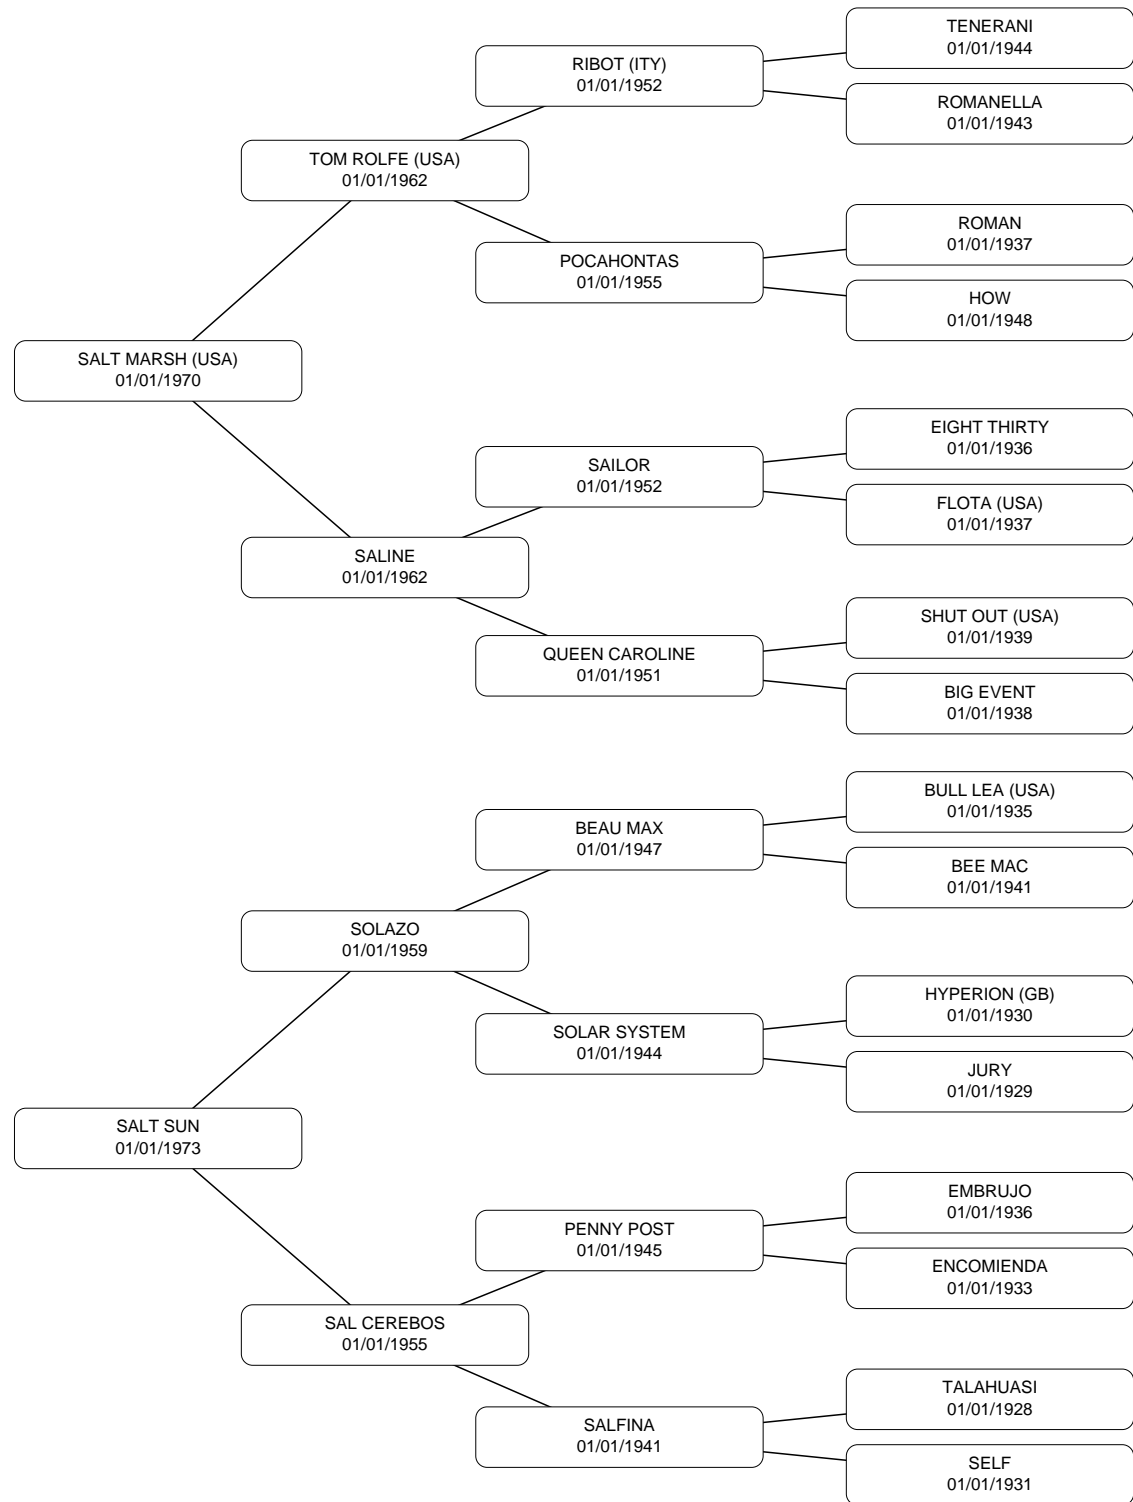 TENERANI
01/01/1944
RIBOT (ITY)
01/01/1952
ROMANELLA
01/01/1943
TOM ROLFE (USA)
01/01/1962
ROMAN
01/01/1937
POCAHONTAS
01/01/1955
HOW
01/01/1948
SALT MARSH (USA)
01/01/1970
EIGHT THIRTY
01/01/1936
SAILOR
01/01/1952
FLOTA (USA)
01/01/1937
SALINE
01/01/1962
SHUT OUT (USA)
01/01/1939
QUEEN CAROLINE
01/01/1951
BIG EVENT
01/01/1938
BULL LEA (USA)
01/01/1935
BEAU MAX
01/01/1947
BEE MAC
01/01/1941
SOLAZO
01/01/1959
HYPERION (GB)
01/01/1930
SOLAR SYSTEM
01/01/1944
JURY
01/01/1929
SALT SUN
01/01/1973
EMBRUJO
01/01/1936
PENNY POST
01/01/1945
ENCOMIENDA
01/01/1933
SAL CEREBOS
01/01/1955
TALAHUASI
01/01/1928
SALFINA
01/01/1941
SELF
01/01/1931